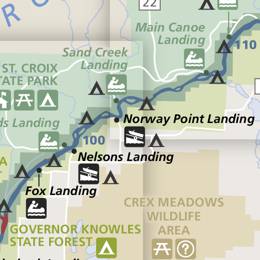 22
Main Canoe
Landing
110
Sand Creek
Landing
ST. CROIX
STATE PARK
Norway Point Landing
ds Landing
100
Nelsons Landing
Fox Landing
CREX MEADOWS
WILDLIFE
AREA
GOVERNOR KNOWLES
STATE FOREST